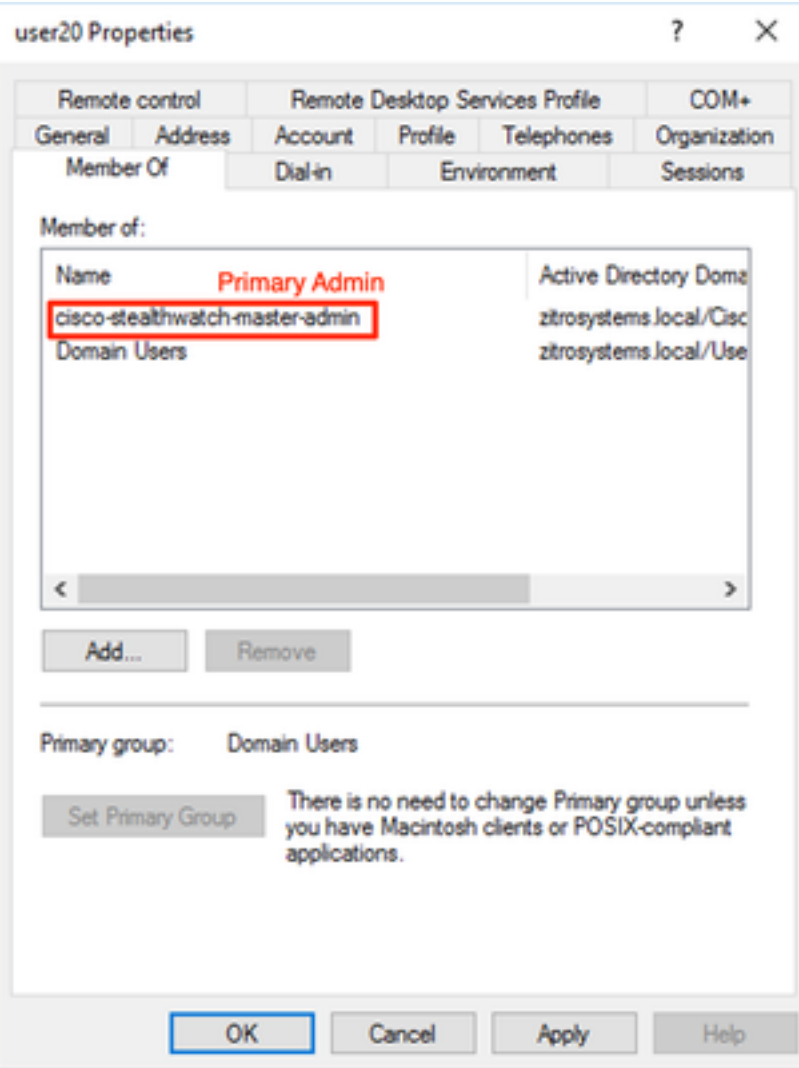 user20 Properties ? ×
Remote control Remote Desktop Services Profile COM+
General Address Account Profile Telephones Organization
Member Of Dial-in Environment Sessions
Member of:
Name Primary Admin Active Directory Doma
cisco-stealthwatch-master-admin zitrosystems.local/Cisc
Domain Users zitrosystems.local/Use
Add... Remove
Primary group: Domain Users
Set Primary Group
There is no need to change Primary group unless
you have Macintosh clients or POSIX-compliant
applications.
OK Cancel Apply Help